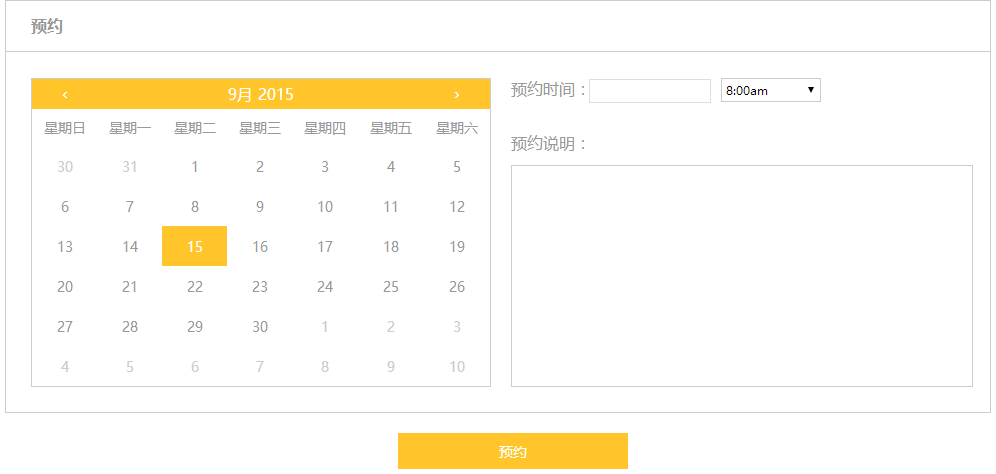 预约
‹ 9月 2015 ›
星期日 星期一 星期二 星期三 星期四 星期五 星期六
30 31 1 2 3 4 5
6 7 8 9 10 11 12
13 14 15 16 17 18 19
20 21 22 23 24 25 26
27 28 29 30 1 2 3
4 5 6 7 8 9 10
预约时间：
8:00am
预约说明：
预约